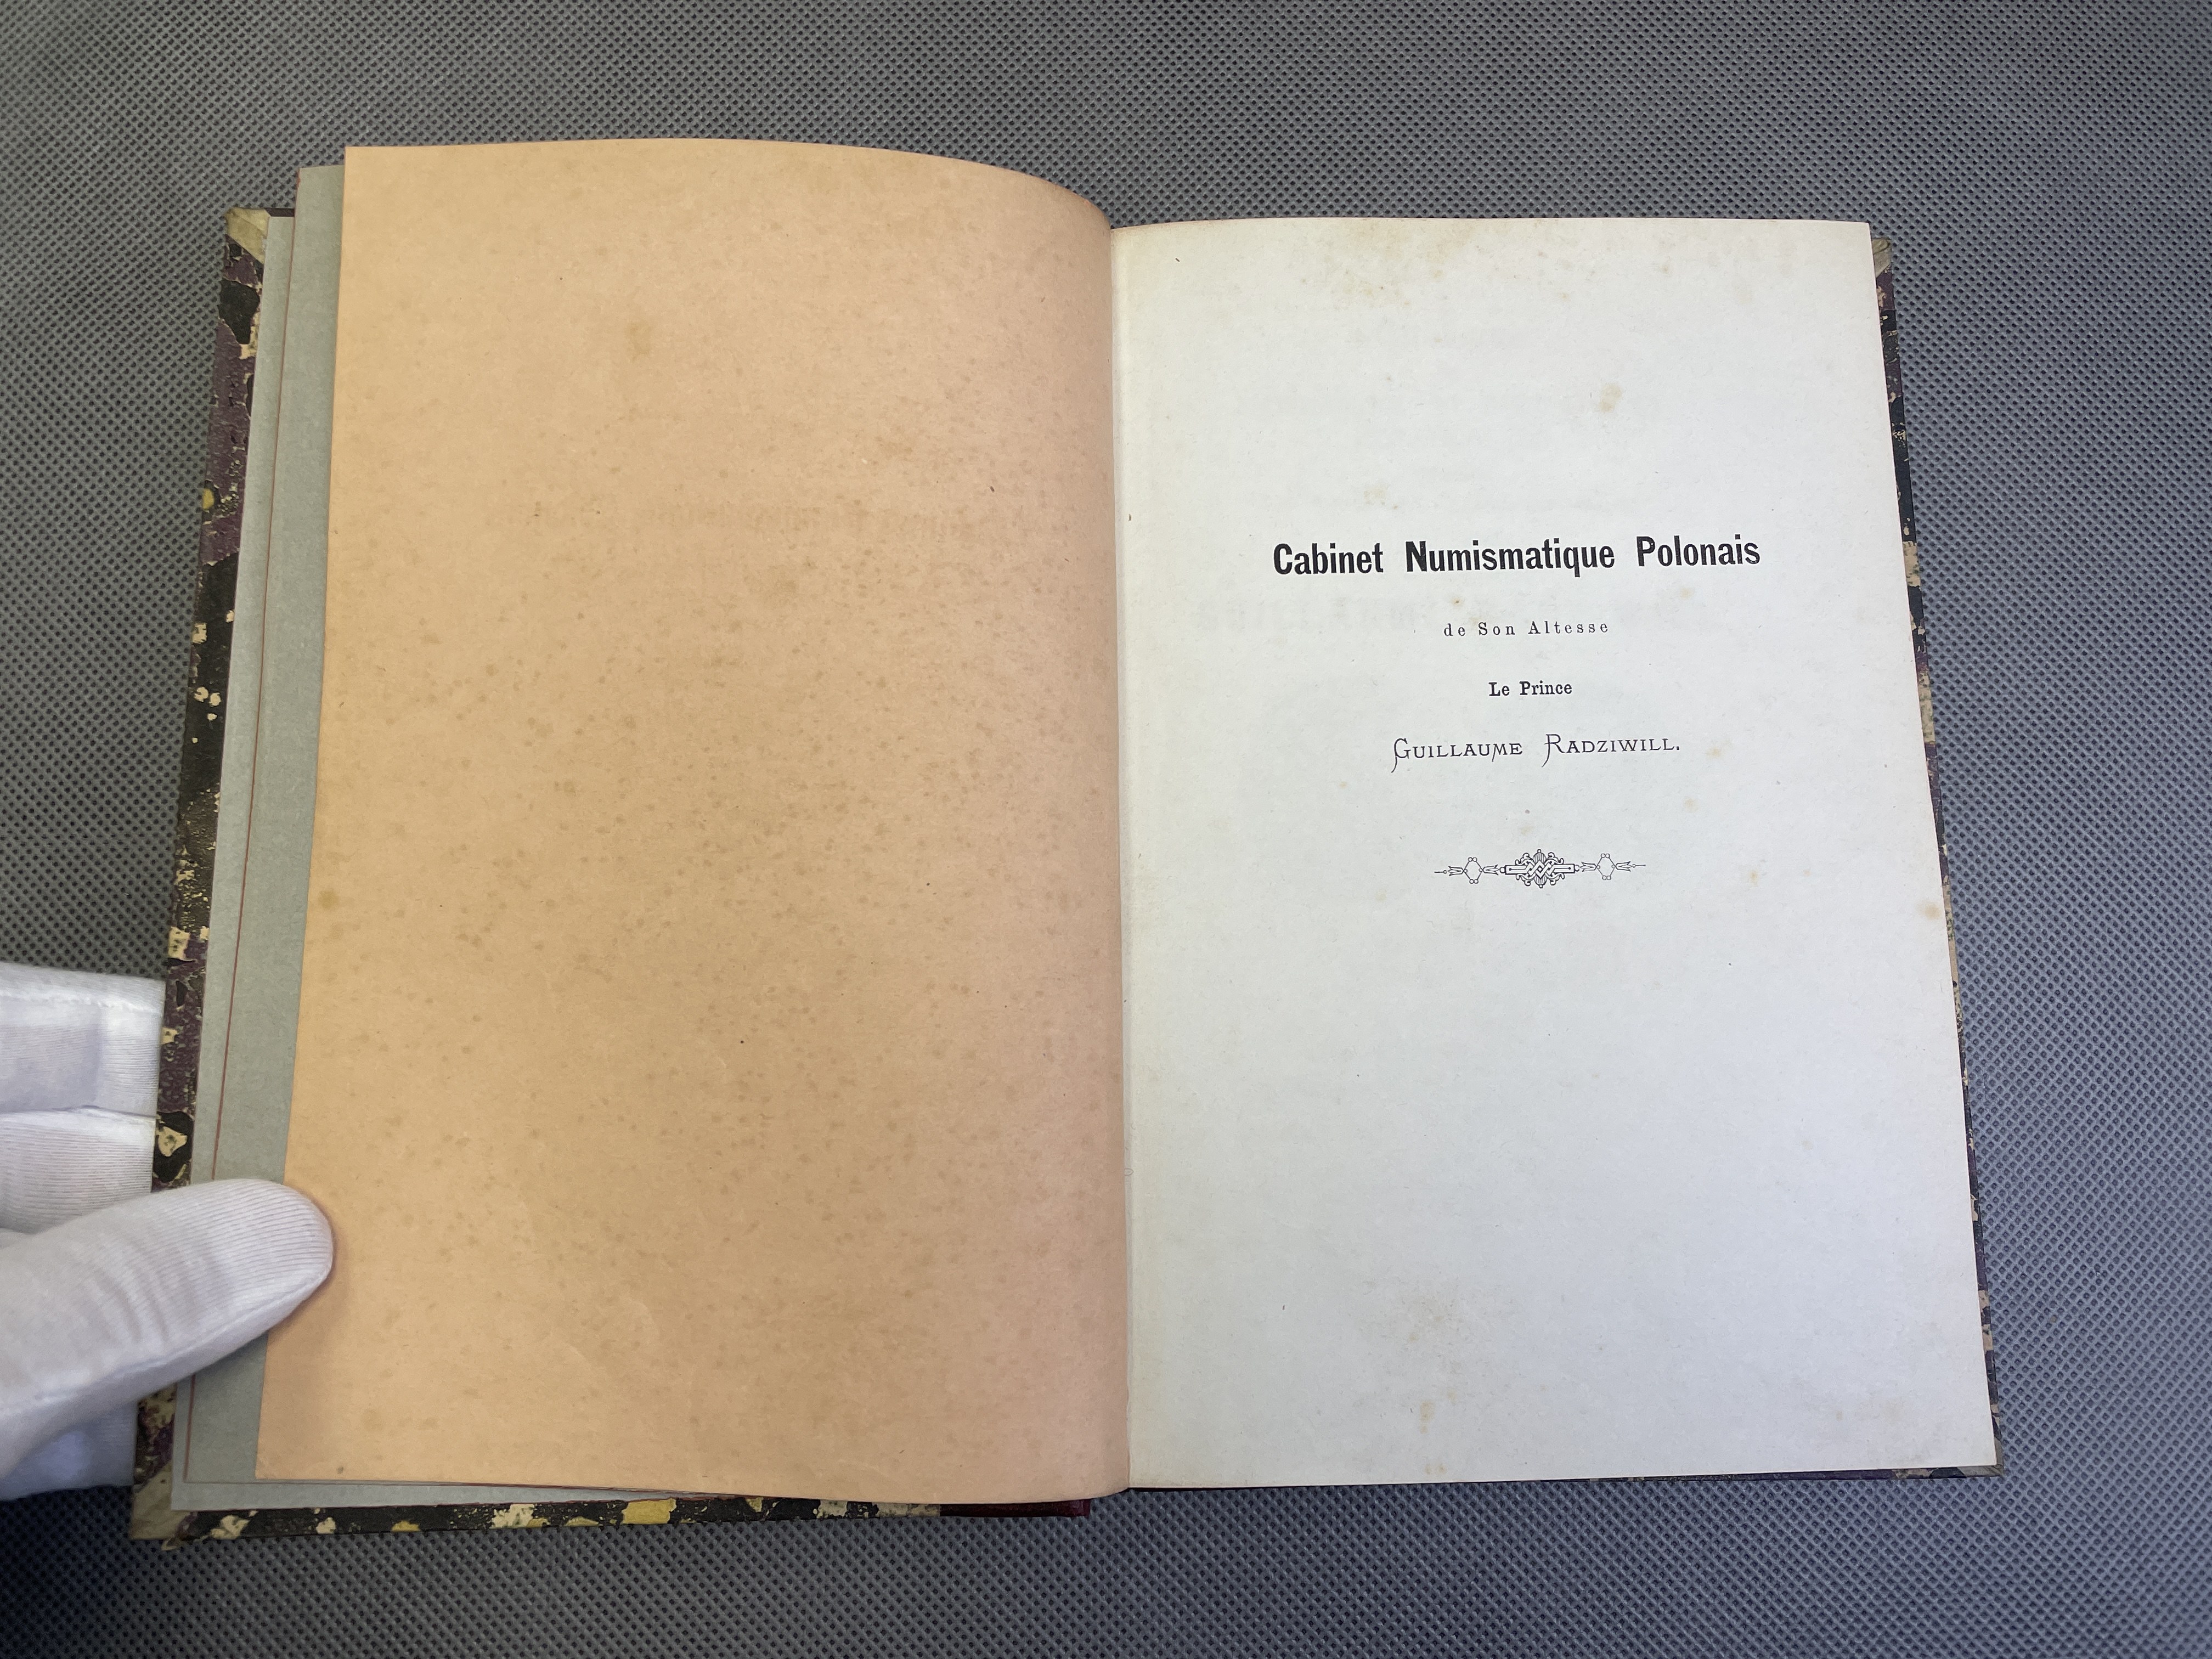 Cabinet Numismatique Polonais
de Son Altesse
Le Prince
GUILLAUME RADZIWILL.